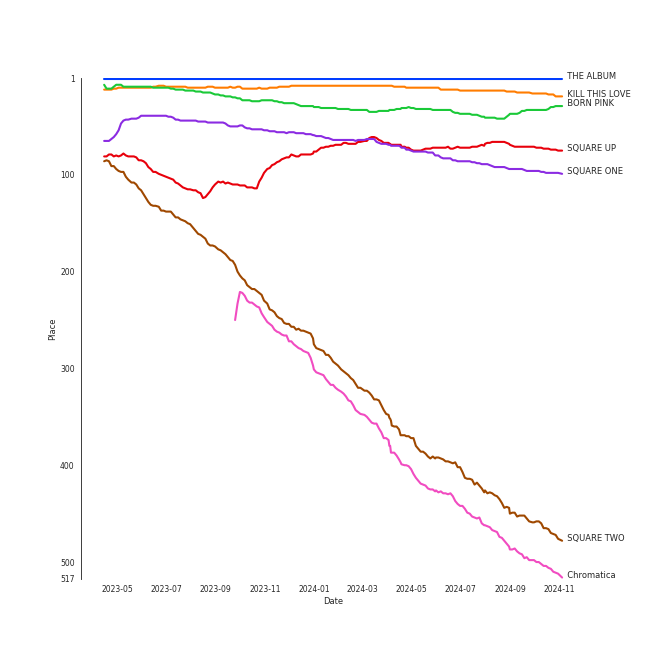 1
100
200
300
400
500
517
Place
THE ALBUM
KILL THIS LOVE
BORN PINK
SQUARE UP
SQUARE ONE
SQUARE TWO
Chromatica
2023-05 2023-07 2023-09 2023-11 2024-01 2024-03 2024-05 2024-07 2024-09 2024-11
Date